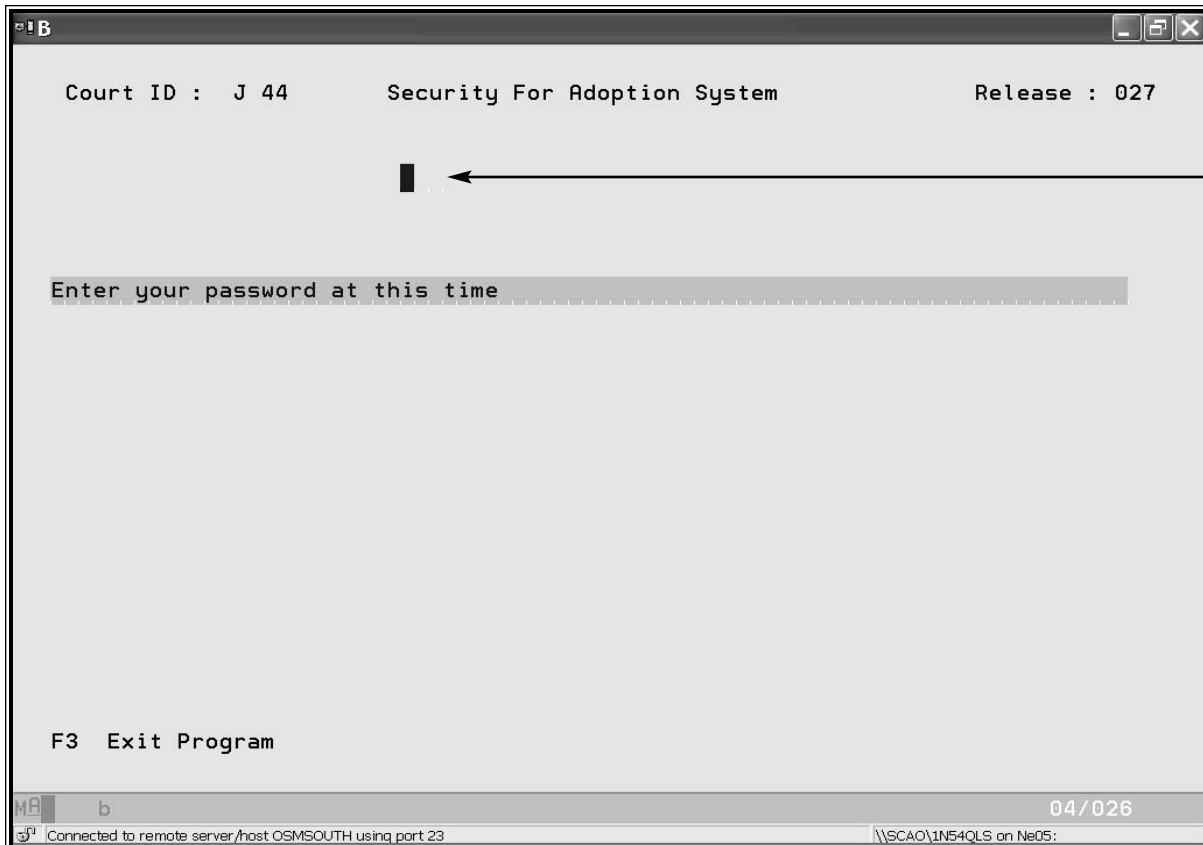 B
Court ID : J 44 Security For Adoption System Release : 027
Enter your password at this time
F3 Exit Program
MA b 04/026
Connected to remote server/host OSMSOUTH using port 23 \\SCAO\1N54QLS on Ne05: